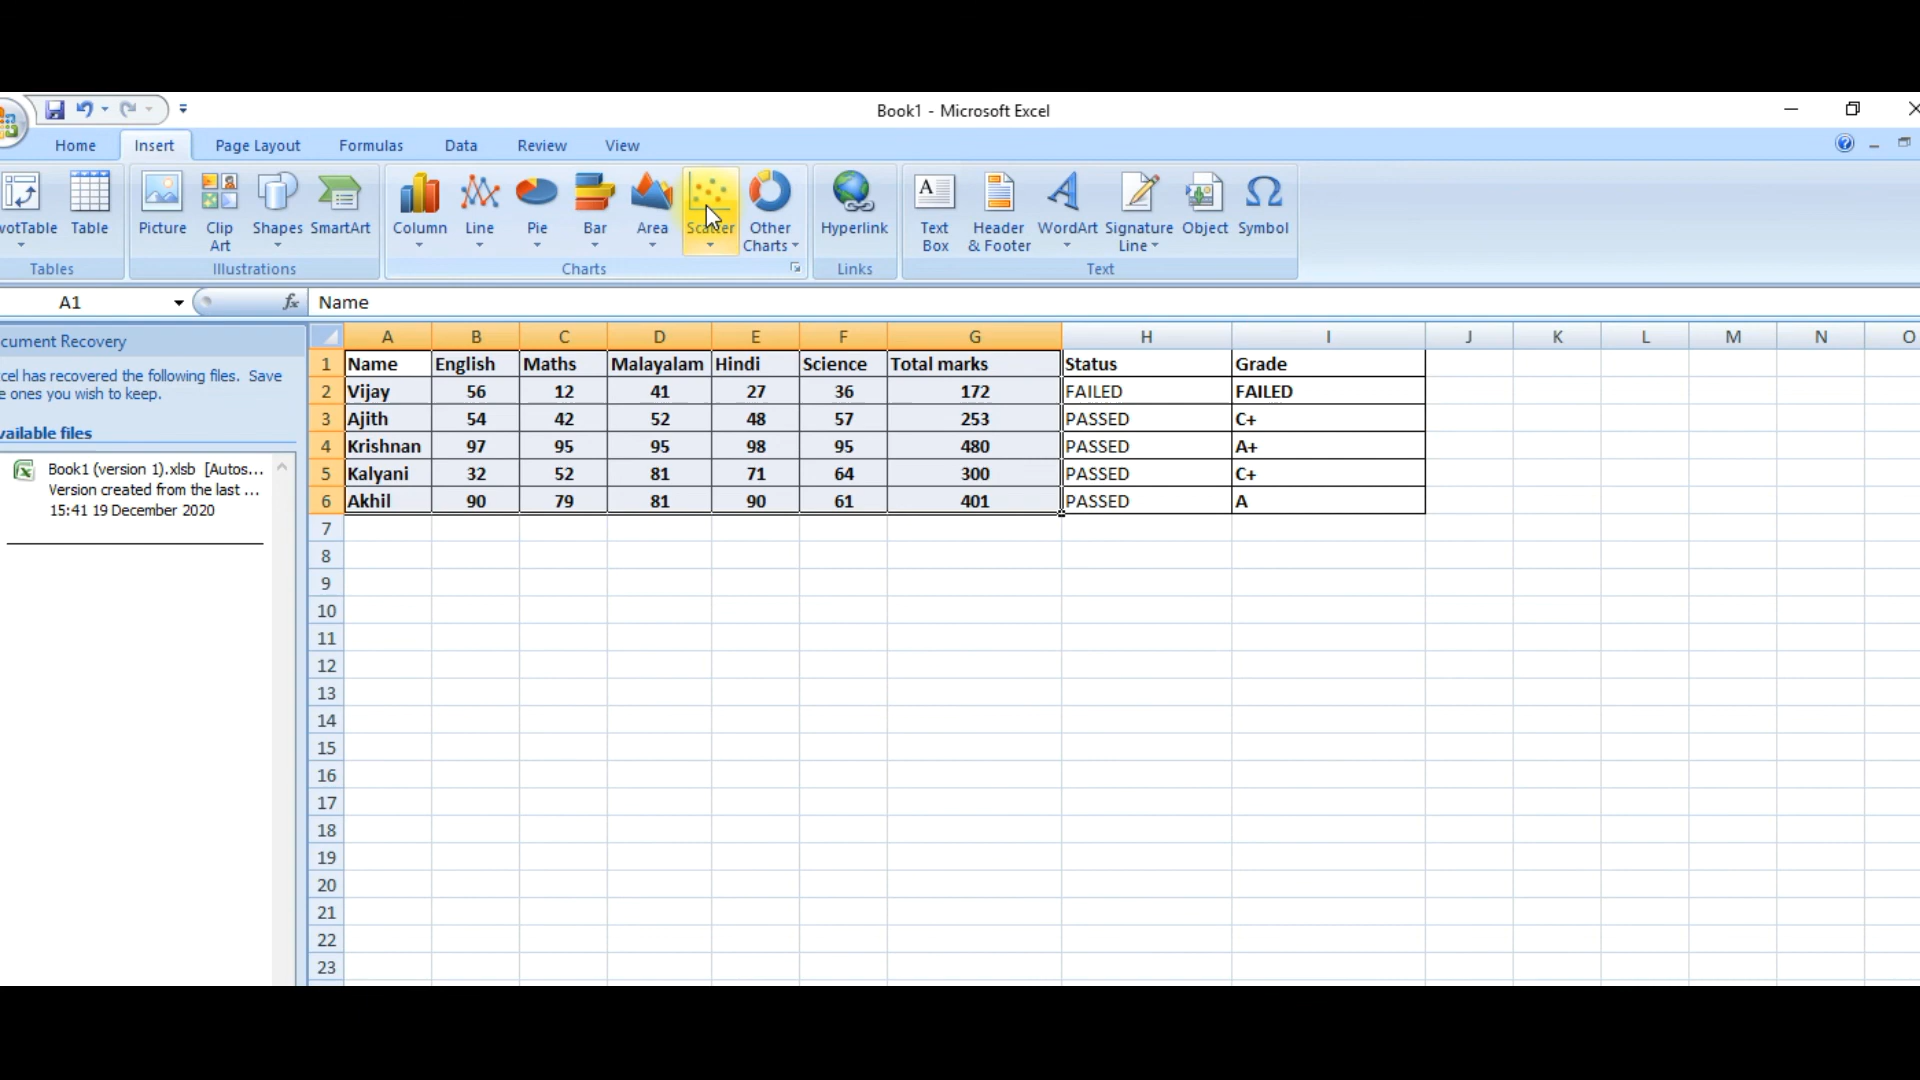 Book1 - Microsoft Excel
Home Insert Page Layout Formulas Data Review View
votTable Table Picture Clip Art Shapes SmartArt Column Line Pie Bar Area Scatter Other Charts Hyperlink Text Box Header & Footer WordArt Signature Line Object Symbol
Tables Illustrations Charts Links Text
A1 fx Name
cument Recovery
cel has recovered the following files. Save
e ones you wish to keep.
vailable files
Book1 (version 1).xlsb [Autos...
Version created from the last ...
15:41 19 December 2020
A B C D E F G H I J K L M N O
1 Name English Maths Malayalam Hindi Science Total marks Status Grade
2 Vijay 56 12 41 27 36 172 FAILED FAILED
3 Ajith 54 42 52 48 57 253 PASSED C+
4 Krishnan 97 95 95 98 95 480 PASSED A+
5 Kalyani 32 52 81 71 64 300 PASSED C+
6 Akhil 90 79 81 90 61 401 PASSED A
7
8
9
10
11
12
13
14
15
16
17
18
19
20
21
22
23